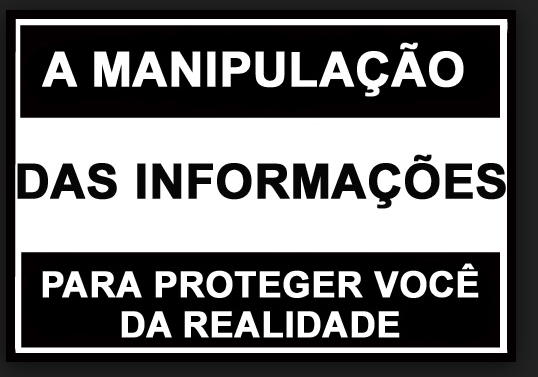 A MANIPULAÇÃO
DAS INFORMAÇÕES
PARA PROTEGER VOCÊ
DA REALIDADE